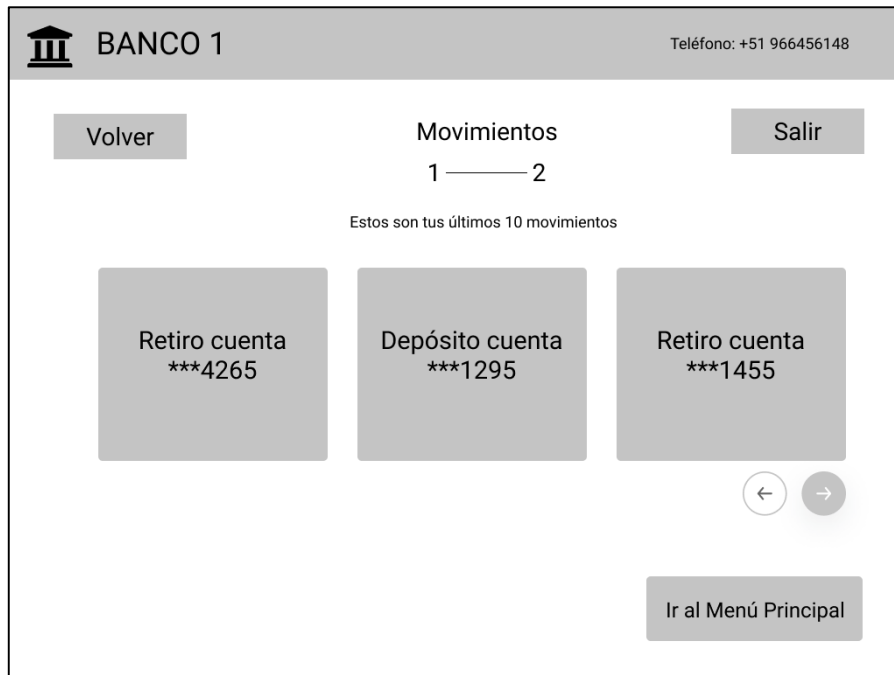 BANCO 1
Teléfono: +51 966456148
Volver
Movimientos
Salir
1 2
Estos son tus últimos 10 movimientos
Retiro cuenta
***4265
Depósito cuenta
***1295
Retiro cuenta
***1455
Ir al Menú Principal